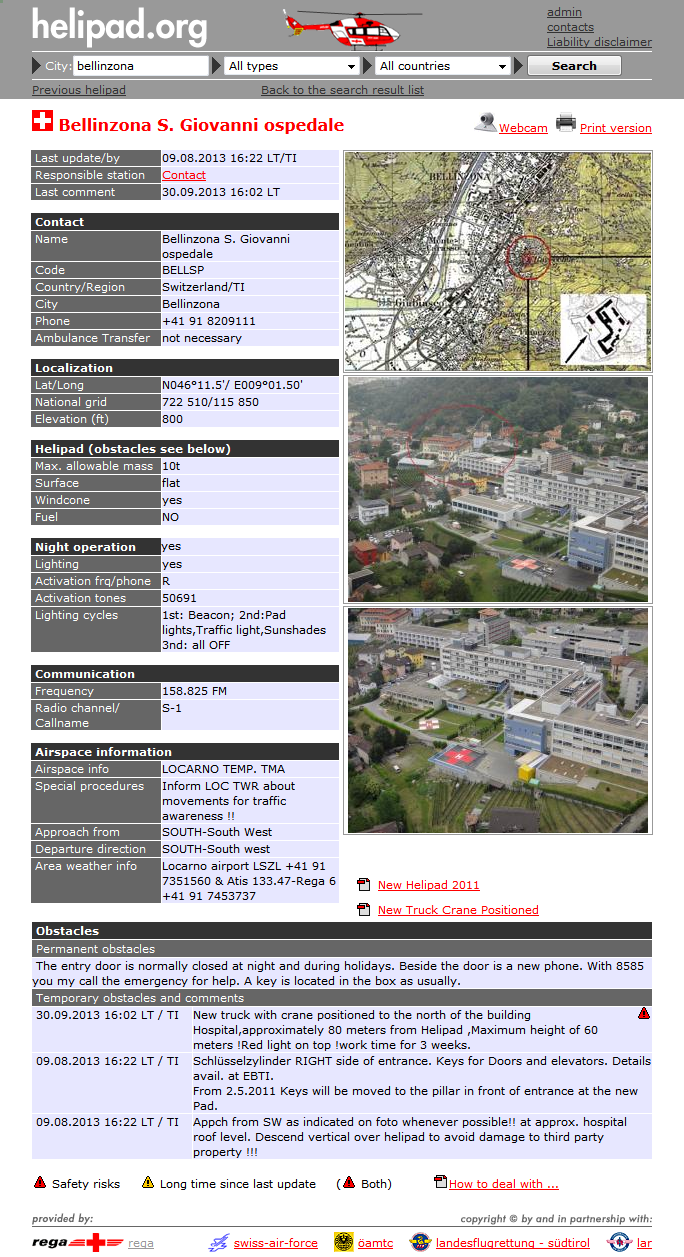 helipad.org
admin
contacts
Liability disclaimer
City: bellinzona All types All countries Search
Previous helipad Back to the search result list
Bellinzona S. Giovanni ospedale Webcam Print version
Last update/by 09.08.2013 16:22 LT/TI
Responsible station Contact
Last comment 30.09.2013 16:02 LT
Contact
Name Bellinzona S. Giovanni
ospedale
Code BELLSP
Country/Region Switzerland/TI
City Bellinzona
Phone +41 91 8209111
Ambulance Transfer not necessary
Localization
Lat/Long N046°11.5'/ E009°01.50'
National grid 722 510/115 850
Elevation (ft) 800
Helipad (obstacles see below)
Max. allowable mass 10t
Surface flat
Windcone yes
Fuel NO
Night operation yes
Lighting yes
Activation frq/phone R
Activation tones 50691
Lighting cycles 1st: Beacon; 2nd:Pad
lights,Traffic light,Sunshades
3nd: all OFF
Communication
Frequency 158.825 FM
Radio channel/ S-1
Callname
Airspace information
Airspace info LOCARNO TEMP. TMA
Special procedures Inform LOC TWR about
movements for traffic
awareness !!
Approach from SOUTH-South West
Departure direction SOUTH-South west
Area weather info Locarno airport LSZL +41 91
7351560 & Atis 133.47-Rega 6
+41 91 7453737
BELLINZONA
Monte
Carasso
Giubiasco
H
H
New Helipad 2011
New Truck Crane Positioned
Obstacles
Permanent obstacles
The entry door is normally closed at night and during holidays. Beside the door is a new phone. With 8585
you my call the emergency for help. A key is located in the box as usually.
Temporary obstacles and comments
30.09.2013 16:02 LT / TI New truck with crane positioned to the north of the building
Hospital,approximately 80 meters from Helipad ,Maximum height of 60
meters !Red light on top !work time for 3 weeks.
09.08.2013 16:22 LT / TI Schlüsselzylinder RIGHT side of entrance. Keys for Doors and elevators. Details
avail. at EBTI.
From 2.5.2011 Keys will be moved to the pillar in front of entrance at the new
Pad.
09.08.2013 16:22 LT / TI Appch from SW as indicated on foto whenever possible!! at approx. hospital
roof level. Descend vertical over helipad to avoid damage to third party
property !!!
Safety risks Long time since last update ( Both) How to deal with ...
provided by: copyright © by and in partnership with:
rega rega swiss-air-force öamtc landesflugrettung - südtirol lar